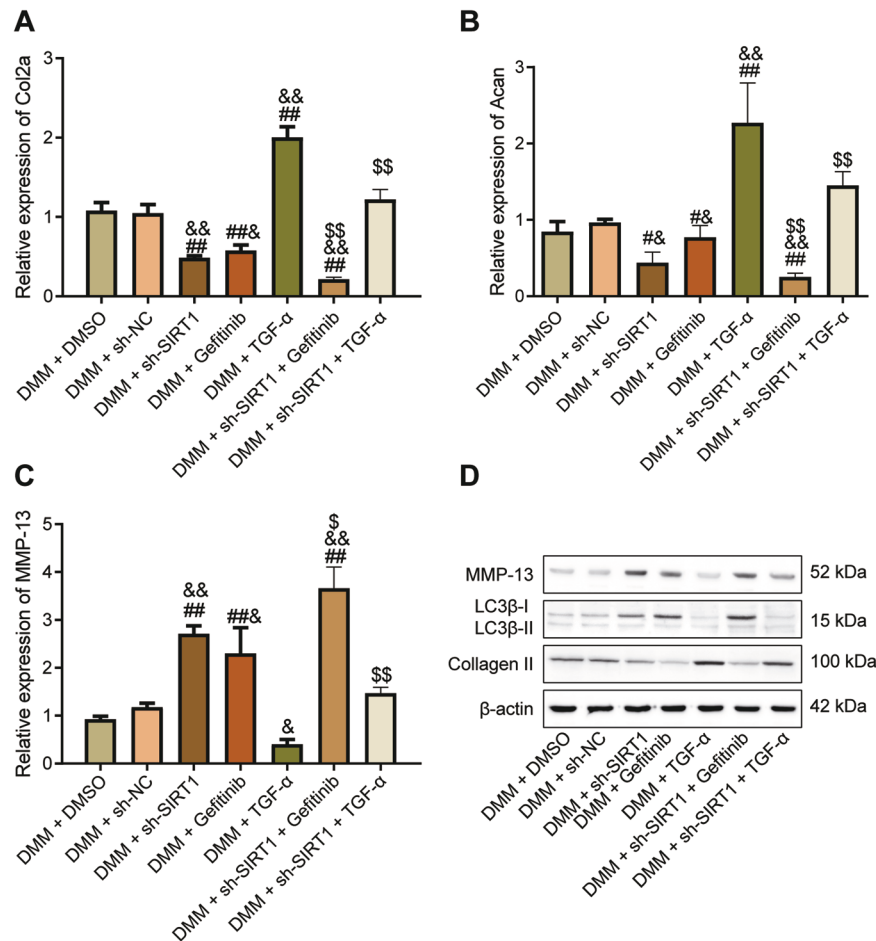 A
Relative expression of Col2a
3
2
1
0
&&
##
##&
&&
##
$$
&&
##
$$
DMM + DMSO
DMM + sh-NC
DMM + sh-SIRT1
DMM + Gefitinib
DMM + TGF-α
DMM + sh-SIRT1 + Gefitinib
DMM + sh-SIRT1 + TGF-α
B
Relative expression of Acan
3
2
1
0
#&
#&
&&
##
$$
&&
##
$$
DMM + DMSO
DMM + sh-NC
DMM + sh-SIRT1
DMM + Gefitinib
DMM + TGF-α
DMM + sh-SIRT1 + Gefitinib
DMM + sh-SIRT1 + TGF-α
C
Relative expression of MMP-13
5
4
3
2
1
0
&&
##
##&
&
$
&&
##
$$
DMM + DMSO
DMM + sh-NC
DMM + sh-SIRT1
DMM + Gefitinib
DMM + TGF-α
DMM + sh-SIRT1 + Gefitinib
DMM + sh-SIRT1 + TGF-α
D
MMP-13 52 kDa
LC3β-I
LC3β-II 15 kDa
Collagen II 100 kDa
β-actin 42 kDa
DMM + DMSO
DMM + sh-NC
DMM + sh-SIRT1
DMM + Gefitinib
DMM + TGF-α
DMM + sh-SIRT1 + Gefitinib
DMM + sh-SIRT1 + TGF-α